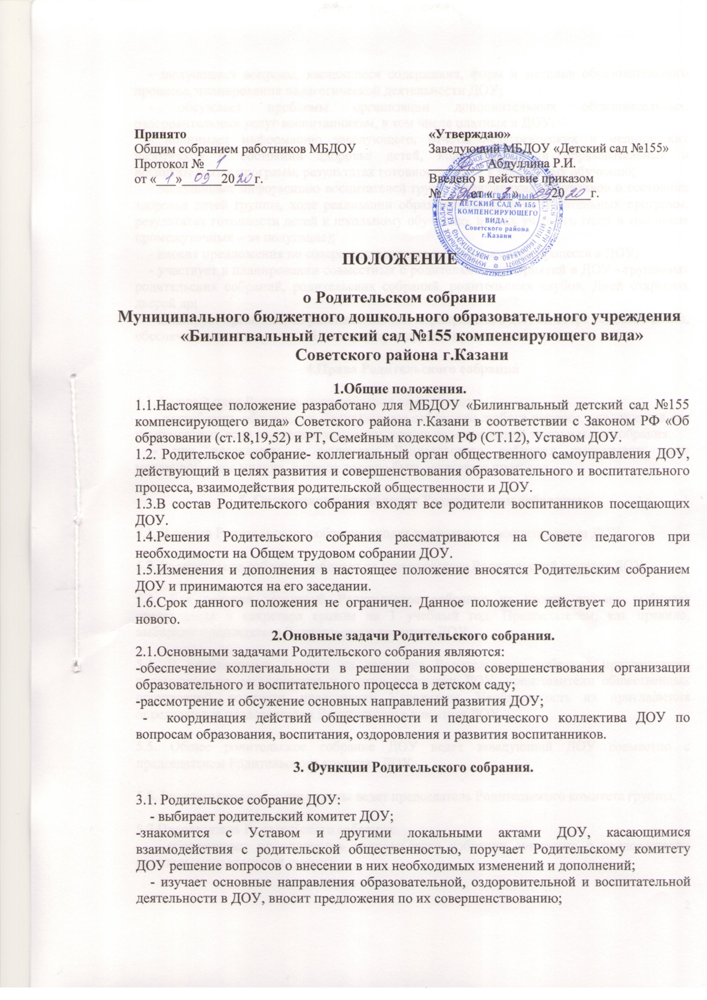 Принято
Общим собранием работников МБДОУ
Протокол № 1
от « 1 » 09 2020 г.
«Утверждаю»
Заведующий МБДОУ «Детский сад №155»
Абдуллина Р.И.
Введено в действие приказом
№ от « » 2020 г.
БИЛИНГВАЛЬНЫЙ
ДЕТСКИЙ САД № 155
КОМПЕНСИРУЮЩЕГО
ВИДА»
Советского района
г.Казани
ПОЛОЖЕНИЕ
о Родительском собрании
Муниципального бюджетного дошкольного образовательного учреждения
«Билингвальный детский сад №155 компенсирующего вида»
Советского района г.Казани
1.Общие положения.
1.1.Настоящее положение разработано для МБДОУ «Билингвальный детский сад №155
компенсирующего вида» Советского района г.Казани в соответствии с Законом РФ «Об
образовании (ст.18,19,52) и РТ, Семейным кодексом РФ (СТ.12), Уставом ДОУ.
1.2. Родительское собрание- коллегиальный орган общественного самоуправления ДОУ,
действующий в целях развития и совершенствования образовательного и воспитательного
процесса, взаимодействия родительской общественности и ДОУ.
1.3.В состав Родительского собрания входят все родители воспитанников посещающих
ДОУ.
1.4.Решения Родительского собрания рассматриваются на Совете педагогов при
необходимости на Общем трудовом собрании ДОУ.
1.5.Изменения и дополнения в настоящее положение вносятся Родительским собранием
ДОУ и принимаются на его заседании.
1.6.Срок данного положения не ограничен. Данное положение действует до принятия
нового.
2.Оновные задачи Родительского собрания.
2.1.Основными задачами Родительского собрания являются:
-обеспечение коллегиальности в решении вопросов совершенствования организации
образовательного и воспитательного процесса в детском саду;
-рассмотрение и обсужение основных направлений развития ДОУ;
- координация действий общественности и педагогического коллектива ДОУ по
вопросам образования, воспитания, оздоровления и развития воспитанников.
3. Функции Родительского собрания.
3.1. Родительское собрание ДОУ:
- выбирает родительский комитет ДОУ;
-знакомится с Уставом и другими локальными актами ДОУ, касающимися
взаимодействия с родительской общественностью, поручает Родительскому комитету
ДОУ решение вопросов о внесении в них необходимых изменений и дополнений;
- изучает основные направления образовательной, оздоровительной и воспитательной
деятельности в ДОУ, вносит предложения по их совершенствованию;